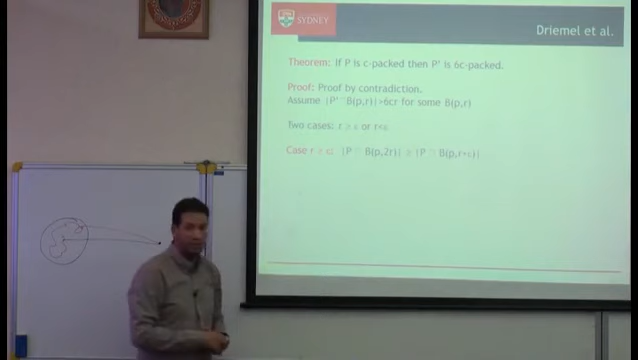 SYDNEY
Driemel et al.
Theorem: If P is c-packed then P' is 6c-packed.
Proof: Proof by contradiction.
Assume |P' ∩ B(p,r)|>6cr for some B(p,r)
Two cases: r ≥ ε or r<ε
Case r ≥ ε: |P ∩ B(p,2r)| ≥ |P ∩ B(p,r+ε)|